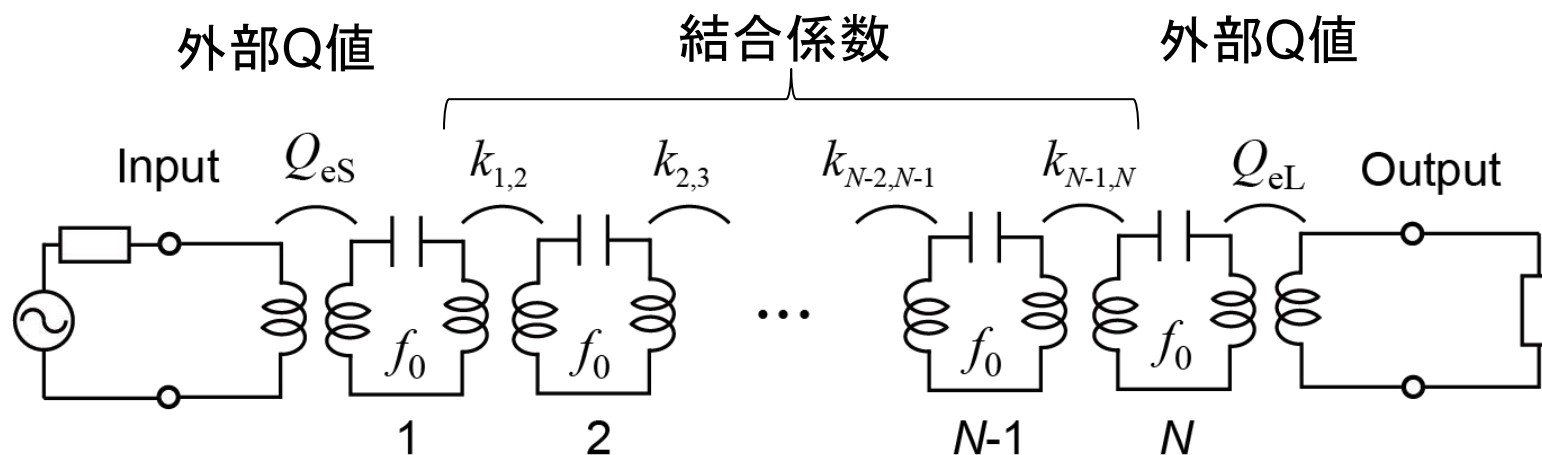 外部Q値 結合係数 外部Q値
Input Q_eS k_1,2 k_2,3 k_N-2,N-1 k_N-1,N Q_eL Output
f_0 f_0 … f_0 f_0
1 2 N-1 N